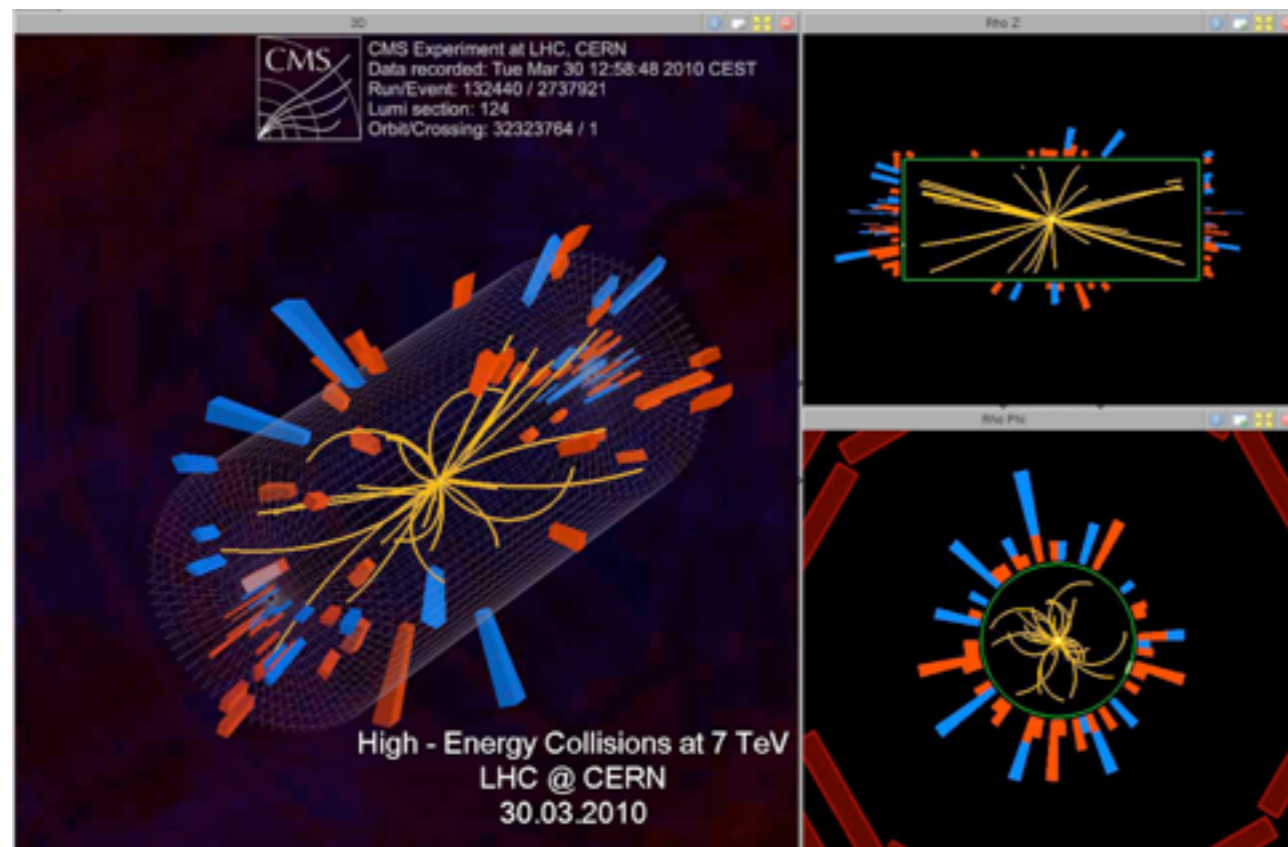 3D
CMS
CMS Experiment at LHC, CERN
Data recorded: Tue Mar 30 12:58:48 2010 CEST
Run/Event: 132440 / 2737921
Lumi section: 124
Orbit/Crossing: 32323764 / 1
High - Energy Collisions at 7 TeV
LHC @ CERN
30.03.2010
Rho Z
Rho Phi